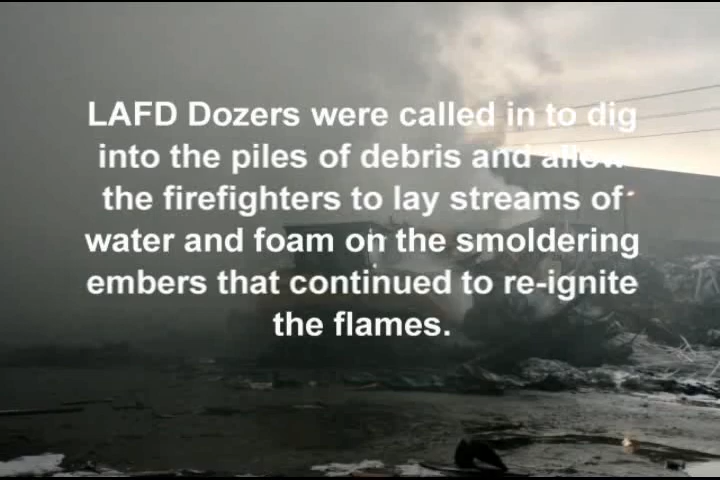 LAFD Dozers were called in to dig
into the piles of debris and allow
the firefighters to lay streams of
water and foam on the smoldering
embers that continued to re-ignite
the flames.